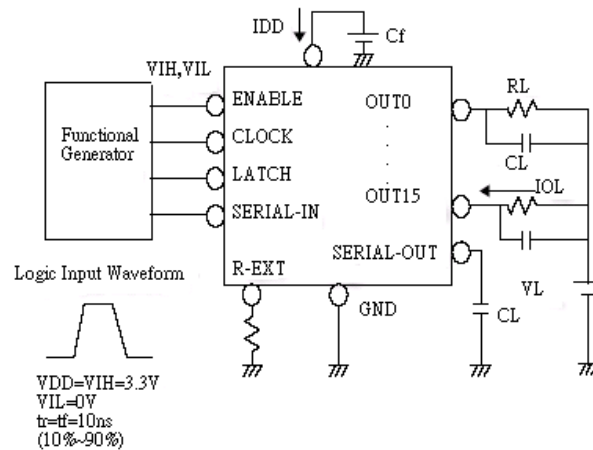 IDD
Cf
VIH,VIL
ENABLE
OUT0
RL
Functional
Generator
CLOCK
CL
LATCH
OUT15
IOL
SERIAL-IN
SERIAL-OUT
Logic Input Waveform
R-EXT
GND
CL
VL
VDD=VIH=3.3V
VIL=0V
tr=tf=10ns
(10%~90%)